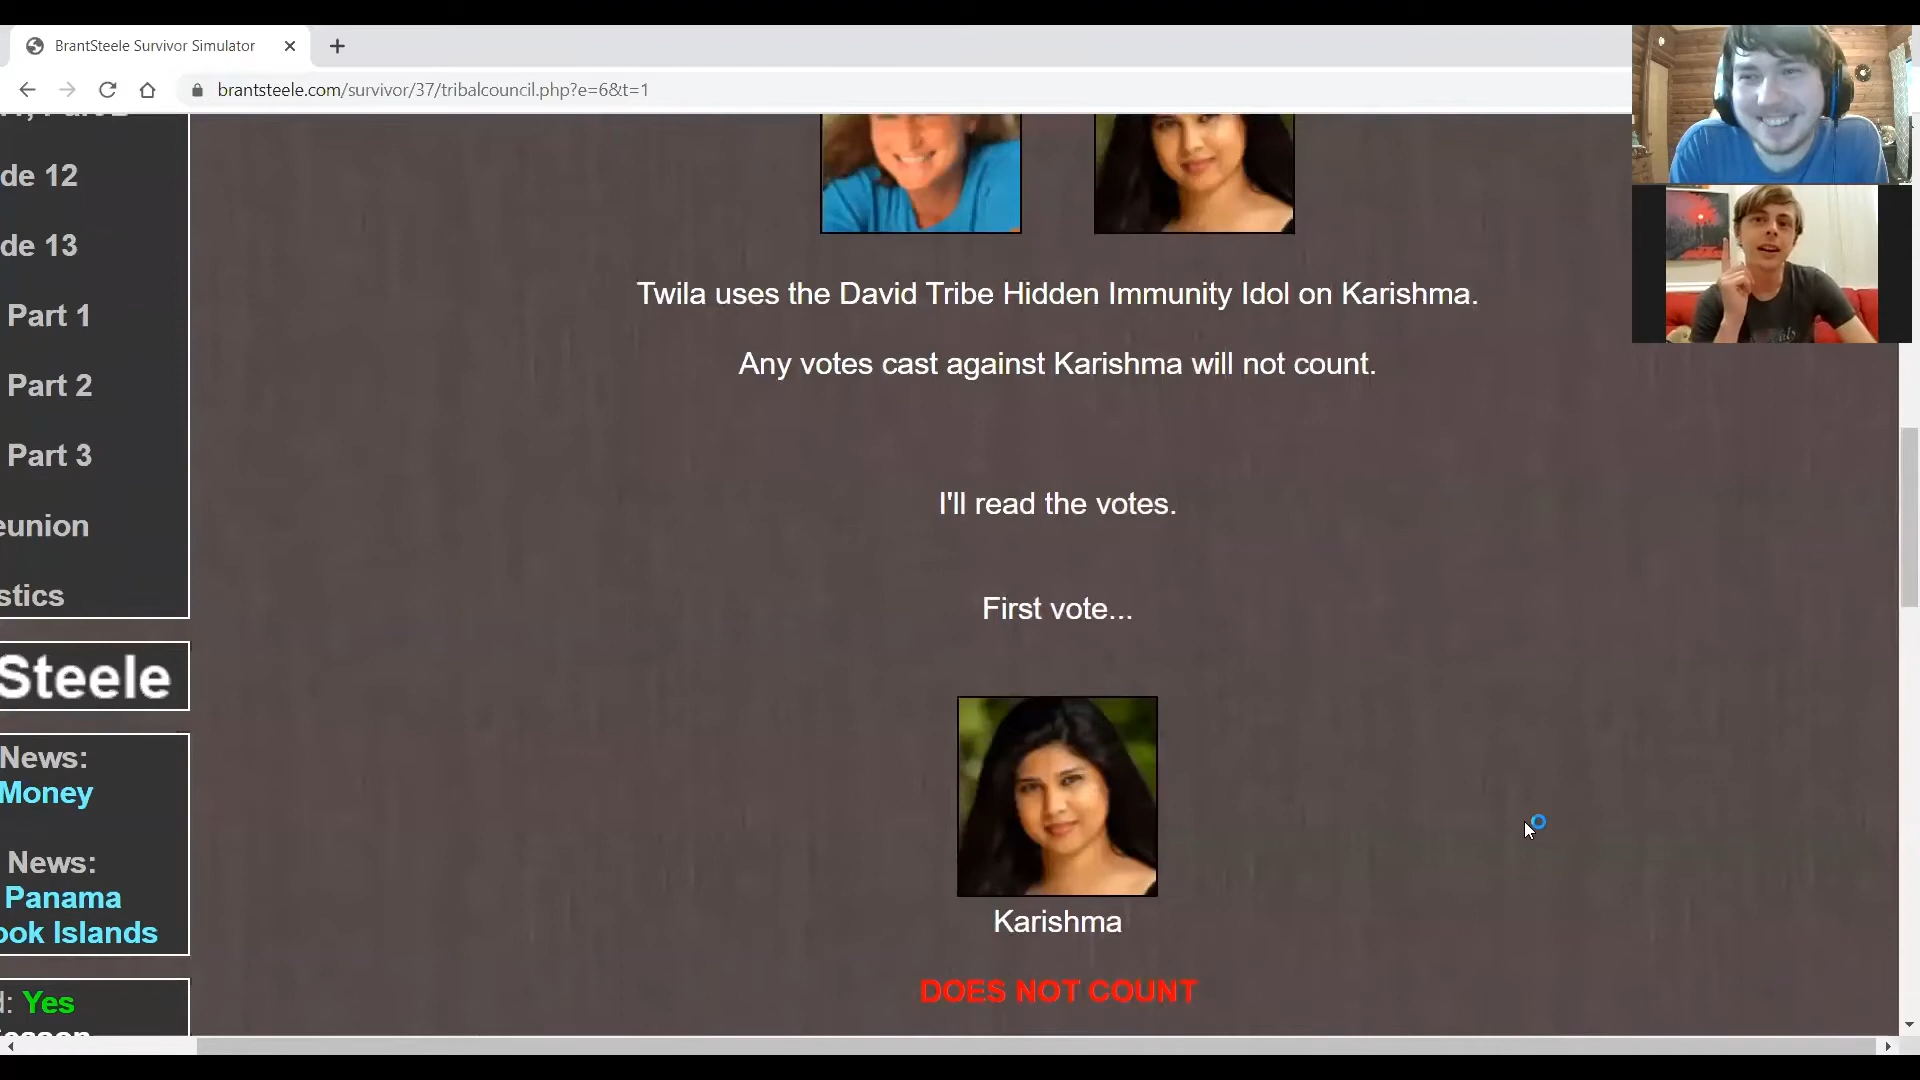 BrantSteele Survivor Simulator
brantsteele.com/survivor/37/tribalcouncil.php?e=6&t=1
de 12
de 13
Part 1
Part 2
Part 3
eunion
stics
Steele
News:
Money
News:
Panama
ook Islands
: Yes
Twila uses the David Tribe Hidden Immunity Idol on Karishma.
Any votes cast against Karishma will not count.
I'll read the votes.
First vote...
Karishma
DOES NOT COUNT